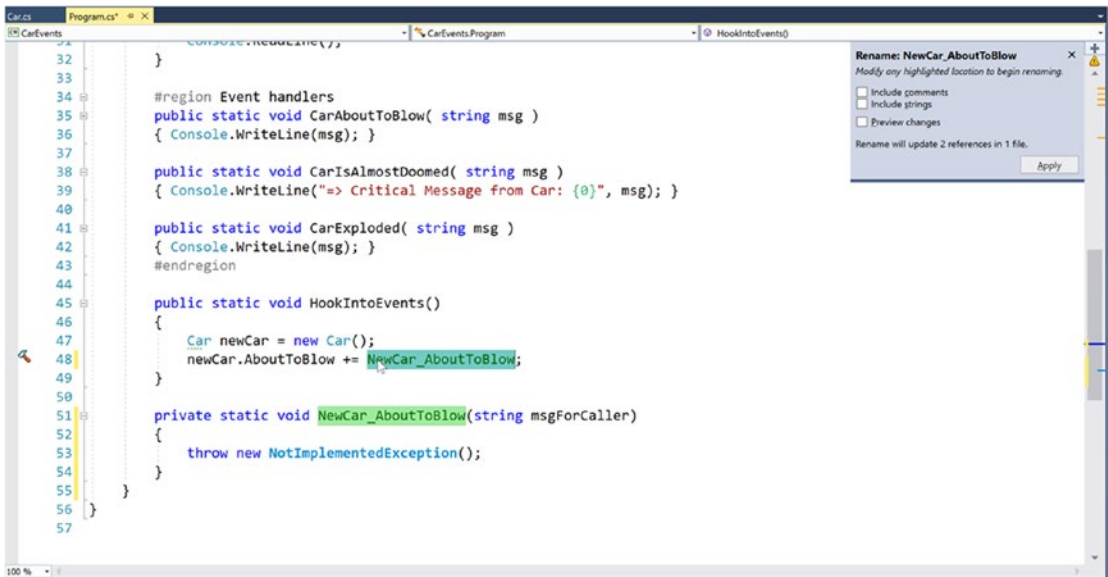 Car.cs Program.cs*
CarEvents CarEvents.Program HookIntoEvents()
31 Console.ReadLine();
32 }
33
34 #region Event handlers
35 public static void CarAboutToBlow( string msg )
36 { Console.WriteLine(msg); }
37
38 public static void CarIsAlmostDoomed( string msg )
39 { Console.WriteLine("=> Critical Message from Car: {0}", msg); }
40
41 public static void CarExploded( string msg )
42 { Console.WriteLine(msg); }
43 #endregion
44
45 public static void HookIntoEvents()
46 {
47 Car newCar = new Car();
48 newCar.AboutToBlow += NewCar_AboutToBlow;
49 }
50
51 private static void NewCar_AboutToBlow(string msgForCaller)
52 {
53 throw new NotImplementedException();
54 }
55 }
56 }
57
Rename: NewCar_AboutToBlow
Modify any highlighted location to begin renaming.
Include comments
Include strings
Preview changes
Rename will update 2 references in 1 file.
Apply
100 %